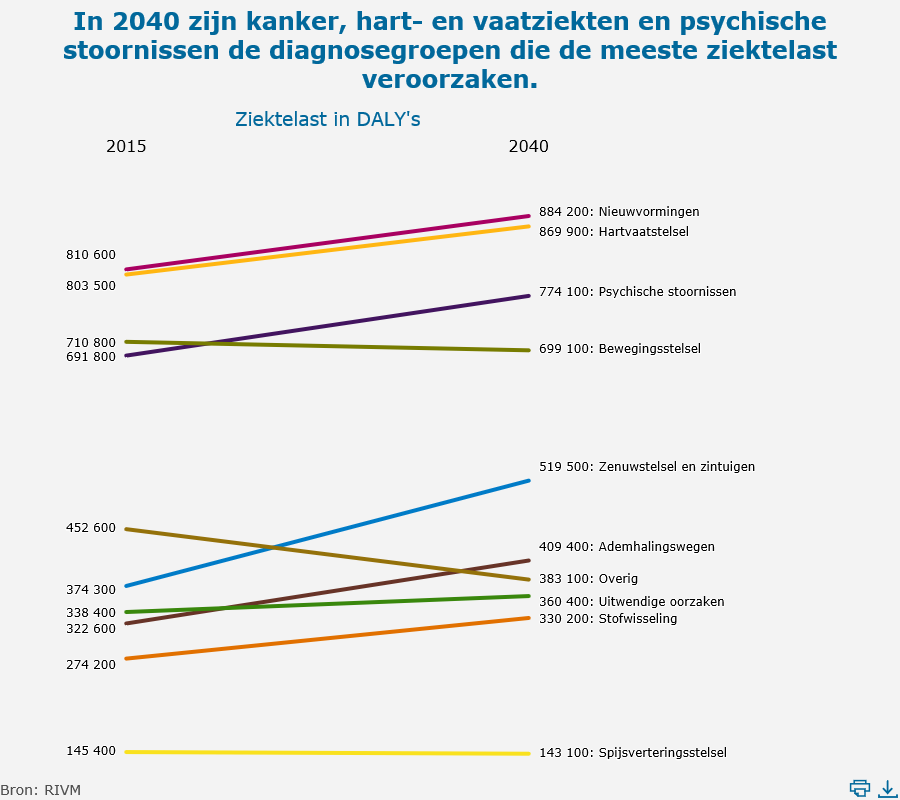 In 2040 zijn kanker, hart- en vaatziekten en psychische
stoornissen de diagnosegroepen die de meeste ziektelast
veroorzaken.
Ziektelast in DALY's
2015
2040
884 200: Nieuwvormingen
869 900: Hartvaatstelsel
810 600
803 500
774 100: Psychische stoornissen
710 800
691 800
699 100: Bewegingsstelsel
519 500: Zenuwstelsel en zintuigen
452 600
409 400: Ademhalingswegen
383 100: Overig
374 300
360 400: Uitwendige oorzaken
338 400
330 200: Stofwisseling
322 600
274 200
145 400
143 100: Spijsverteringsstelsel
Bron: RIVM